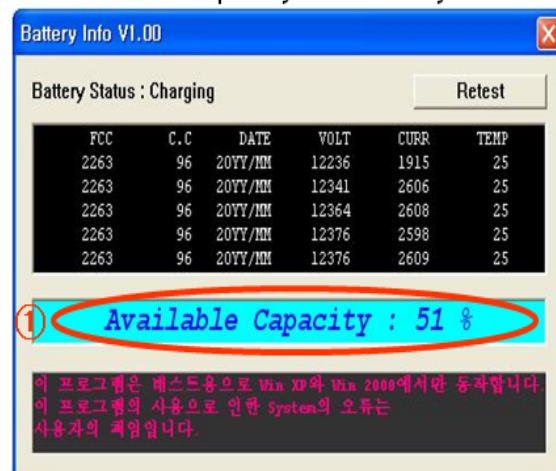 Battery Info V1.00
Battery Status : Charging
Retest
FCC C.C DATE VOLT CURR TEMP
2263 96 20YY/MM 12236 1915 25
2263 96 20YY/MM 12341 2606 25
2263 96 20YY/MM 12364 2608 25
2263 96 20YY/MM 12376 2598 25
2263 96 20YY/MM 12376 2609 25
① Available Capacity : 51 %
이 프로그램은 테스트용으로 Win XP와 Win 2000에서만 동작합니다.
이 프로그램의 사용으로 인한 System의 오류는
사용자의 책임입니다.